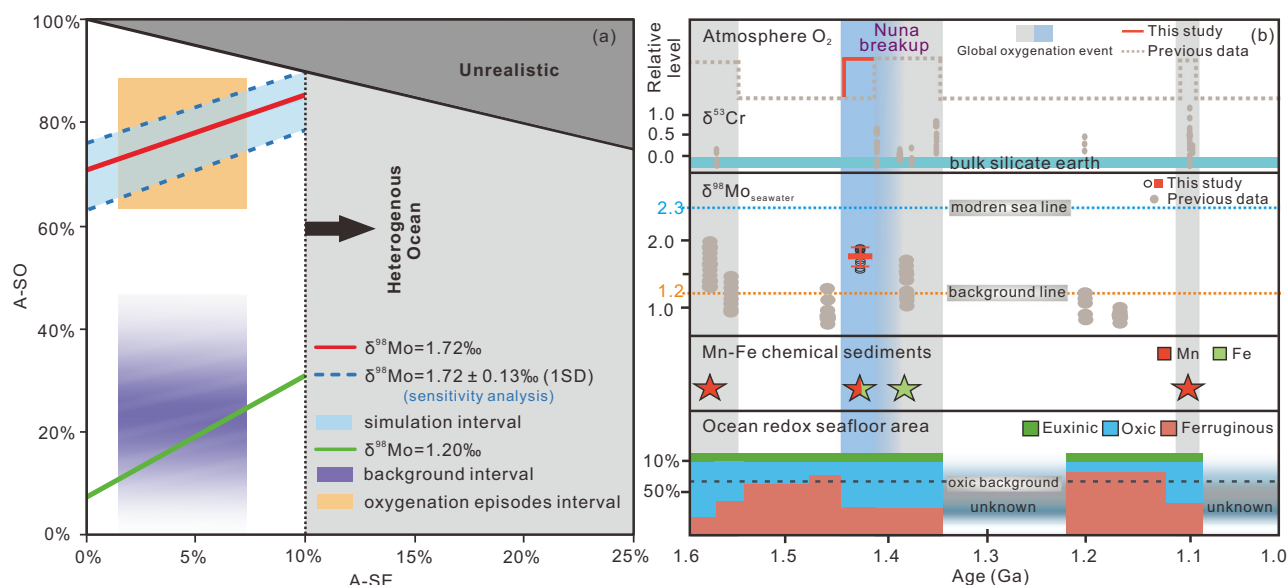 100%
80%
60%
40%
20%
0%
A-SO
0%
5%
10%
15%
20%
25%
A-SE
(a)
Unrealistic
Heterogenous
Ocean
δ⁹⁸Mo=1.72‰
δ⁹⁸Mo=1.72 ± 0.13‰ (1SD)
(sensitivity analysis)
simulation interval
δ⁹⁸Mo=1.20‰
background interval
oxygenation episodes interval
(b)
Atmosphere O₂
Relative
level
Global oxygenation event
Nuna
breakup
This study
Previous data
δ⁵³Cr
1.0
0.5
0.0
bulk silicate earth
δ⁹⁸Mo seawater
This study
Previous data
2.3
modren sea line
2.0
1.2
background line
1.0
Mn-Fe chemical sediments
Mn
Fe
Ocean redox seafloor area
Euxinic
Oxic
Ferruginous
10%
50%
oxic background
unknown
unknown
1.6
1.5
1.4
1.3
1.2
1.1
1.0
Age (Ga)